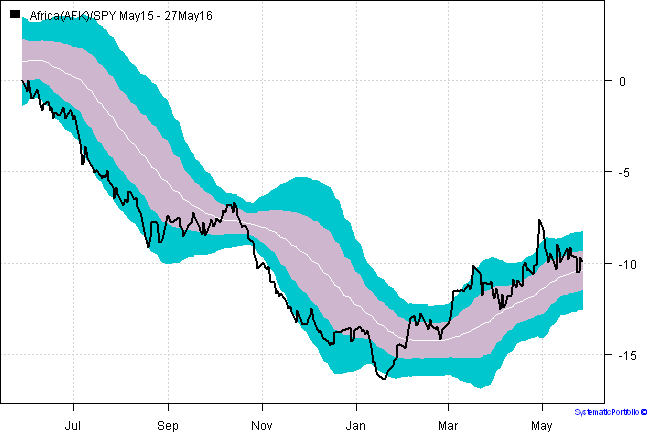 Africa(AFK)/SPY May15 - 27May16
0
-5
-10
-15
Jul Sep Nov Jan Mar May
SystematicPortfolio ©